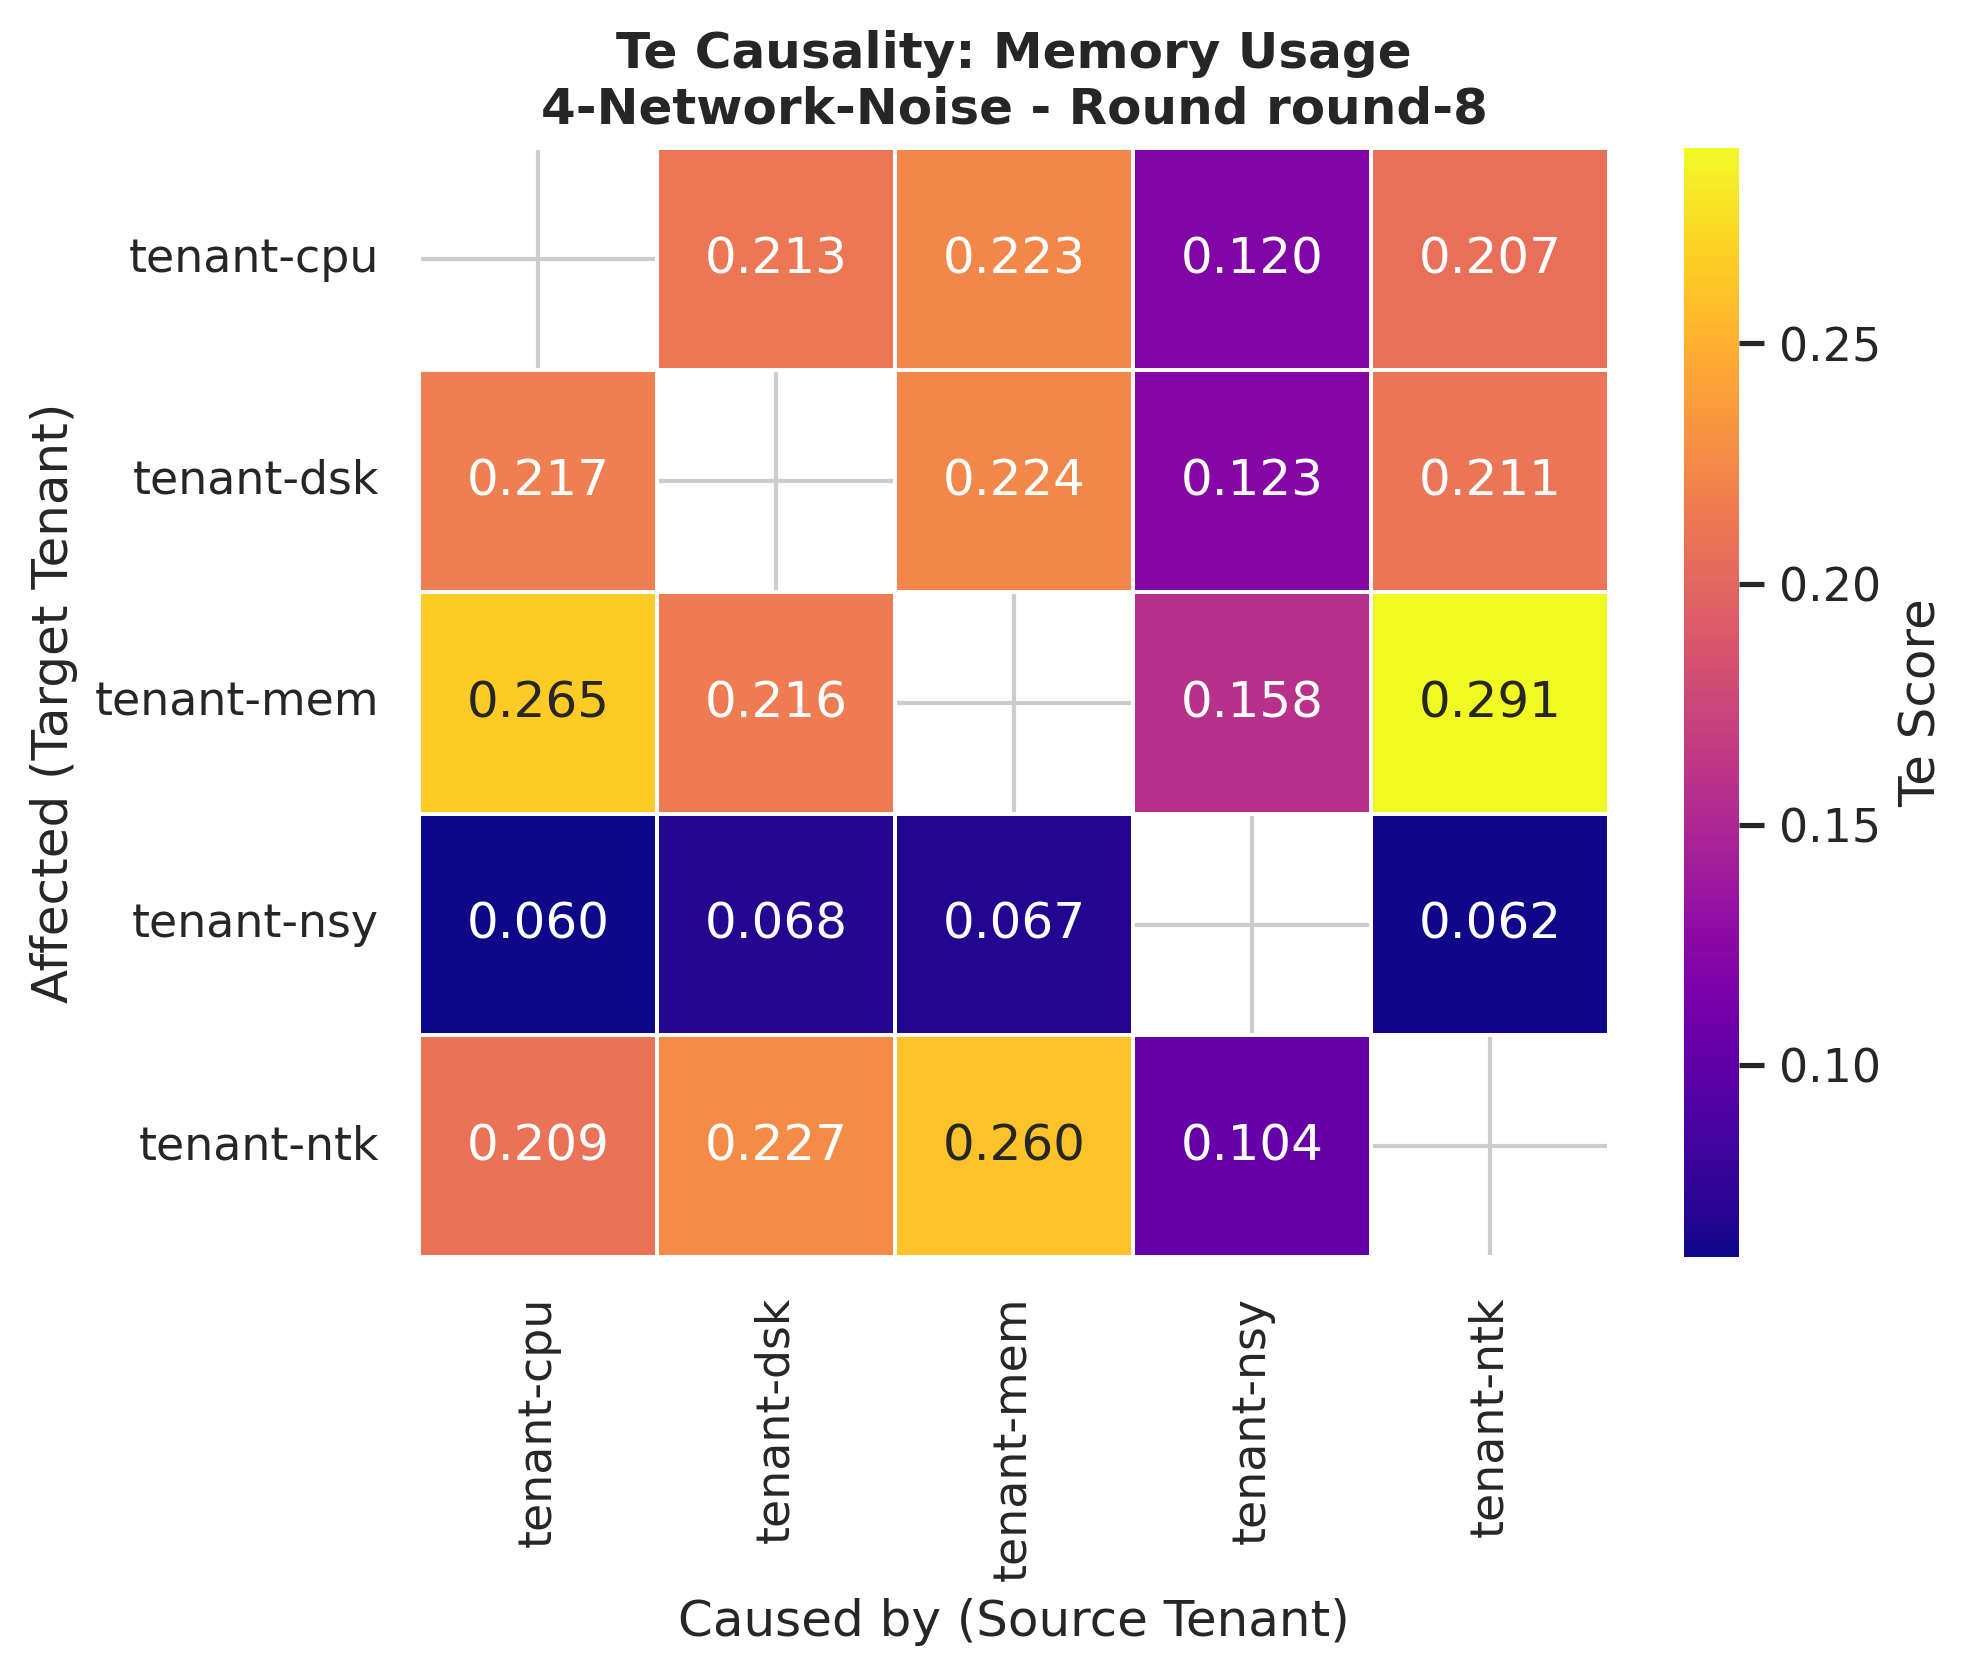 Te Causality: Memory Usage
4-Network-Noise - Round round-8
Affected (Target Tenant)
tenant-cpu 0.213 0.223 0.120 0.207
tenant-dsk 0.217 0.224 0.123 0.211
tenant-mem 0.265 0.216 0.158 0.291
tenant-nsy 0.060 0.068 0.067 0.062
tenant-ntk 0.209 0.227 0.260 0.104
tenant-cpu tenant-dsk tenant-mem tenant-nsy tenant-ntk
Caused by (Source Tenant)
0.25
0.20
0.15
0.10
Te Score